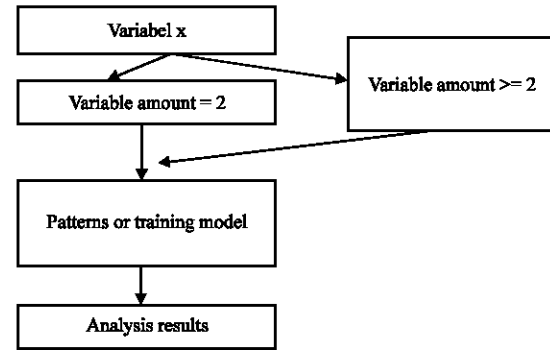 Variabel x
Variable amount = 2
Variable amount >= 2
Patterns or training model
Analysis results